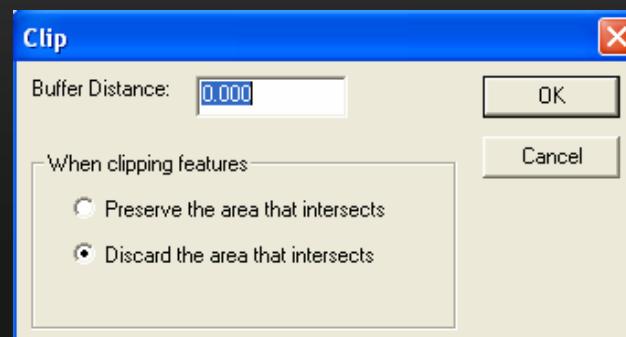 Clip
Buffer Distance: 0.000
OK
Cancel
When clipping features
Preserve the area that intersects
Discard the area that intersects